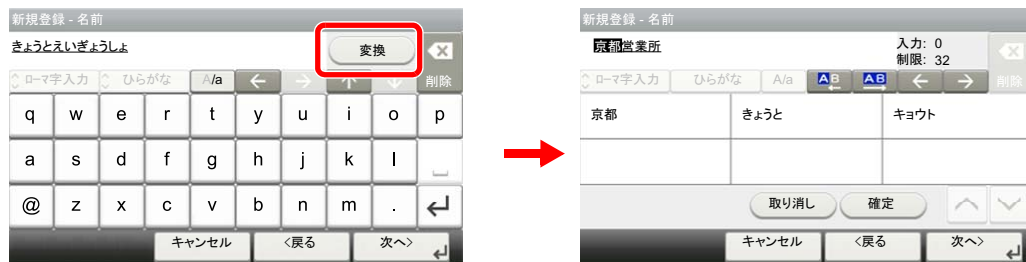 新規登録 - 名前
きょうとえいぎょうしょ
変換
ローマ字入力 ひらがな A/a ← → ↑ ↓ 削除
q w e r t y u i o p
a s d f g h j k l
@ z x c v b n m .
キャンセル <戻る 次へ>
新規登録 - 名前
京都営業所
入力: 0
制限: 32
ローマ字入力 ひらがな A/a AB AB ← → 削除
京都 きょうと キョウト
取り消し 確定
キャンセル <戻る 次へ>